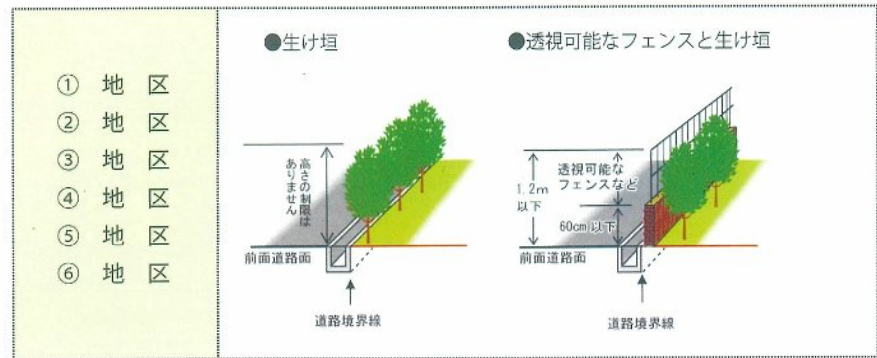 ① 地 区
② 地 区
③ 地 区
④ 地 区
⑤ 地 区
⑥ 地 区
●生け垣
高さの制限は
ありません
前面道路面
道路境界線
●透視可能なフェンスと生け垣
1.2m
以下
透視可能な
フェンスなど
60cm以下
前面道路面
道路境界線